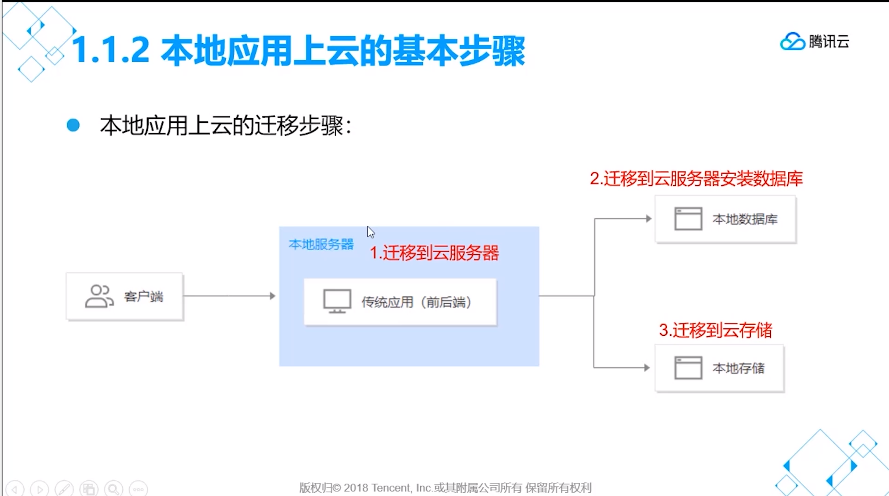 1.1.2 本地应用上云的基本步骤
腾讯云
本地应用上云的迁移步骤：
2.迁移到云服务器安装数据库
本地数据库
本地服务器
1.迁移到云服务器
客户端
传统应用（前后端）
3.迁移到云存储
本地存储
版权归© 2018 Tencent, Inc.或其附属公司所有 保留所有权利